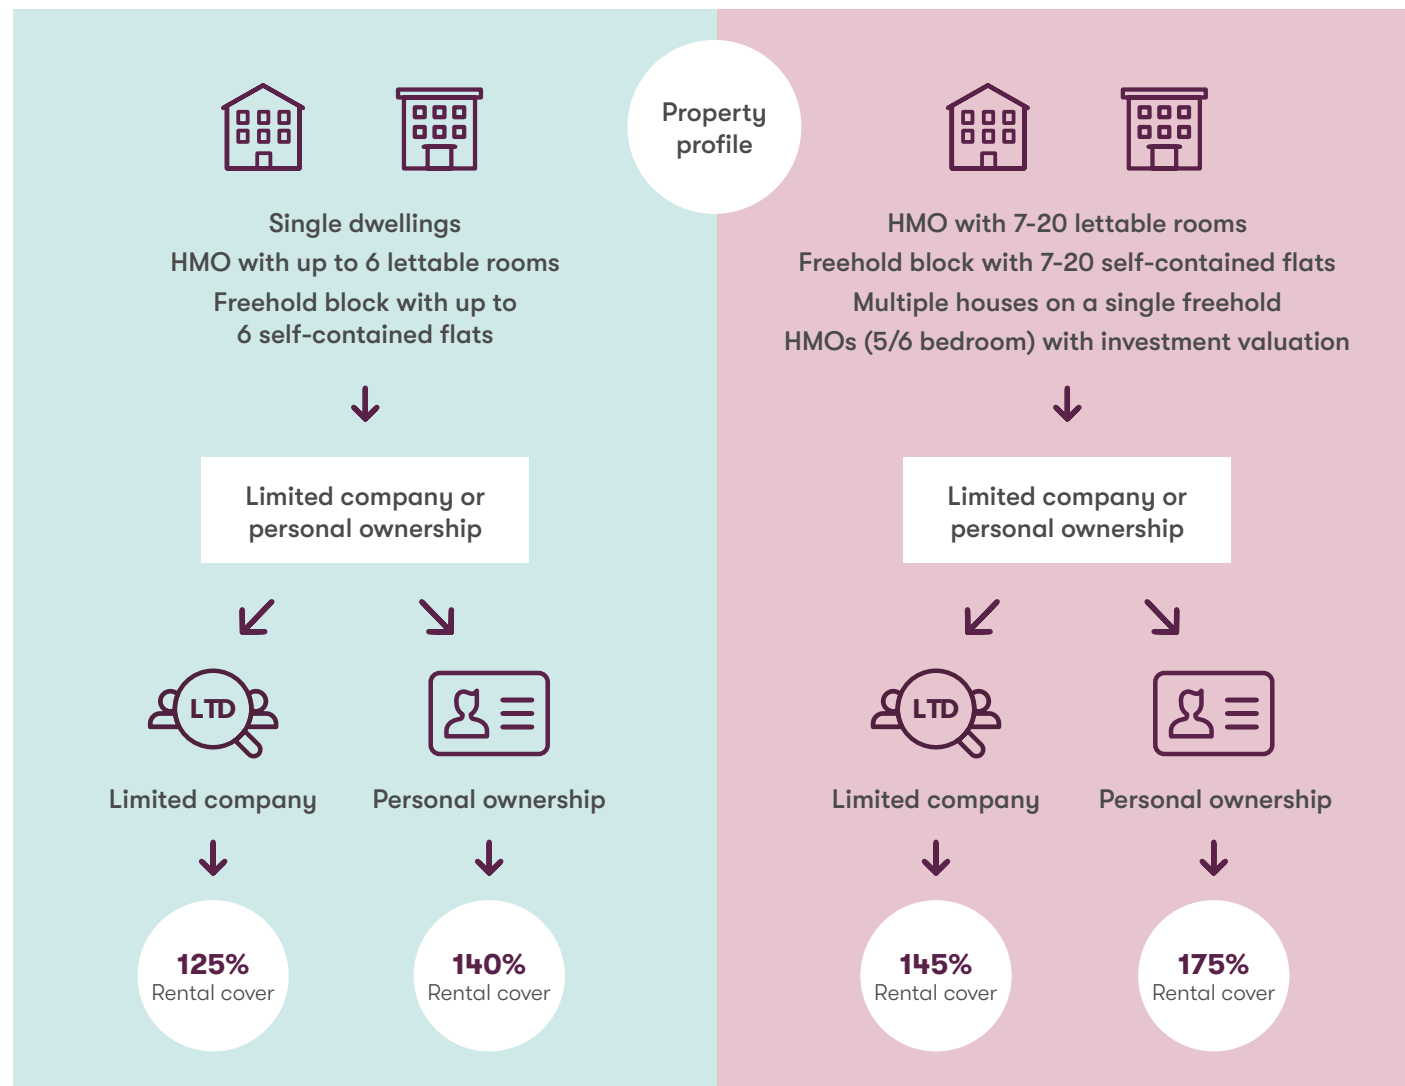 Property
profile
Single dwellings
HMO with up to 6 lettable rooms
Freehold block with up to
6 self-contained flats
Limited company or
personal ownership
LTD
Limited company
Personal ownership
125%
Rental cover
140%
Rental cover
HMO with 7-20 lettable rooms
Freehold block with 7-20 self-contained flats
Multiple houses on a single freehold
HMOs (5/6 bedroom) with investment valuation
Limited company or
personal ownership
LTD
Limited company
Personal ownership
145%
Rental cover
175%
Rental cover